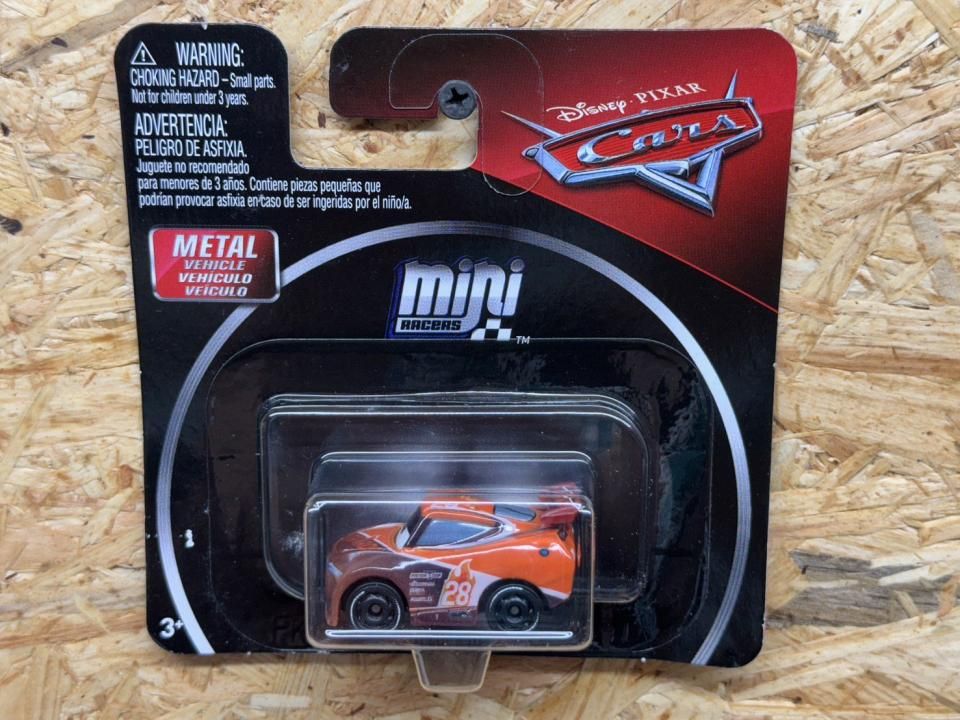 WARNING:
CHOKING HAZARD – Small parts.
Not for children under 3 years.
ADVERTENCIA:
PELIGRO DE ASFIXIA.
Juguete no recomendado
para menores de 3 años. Contiene piezas pequeñas que
podrían provocar asfixia en caso de ser ingeridas por el niño/a.
Disney · PIXAR
Cars
METAL
VEHICLE
VEHÍCULO
VEÍCULO
mini
RACERS
TM
28
3+